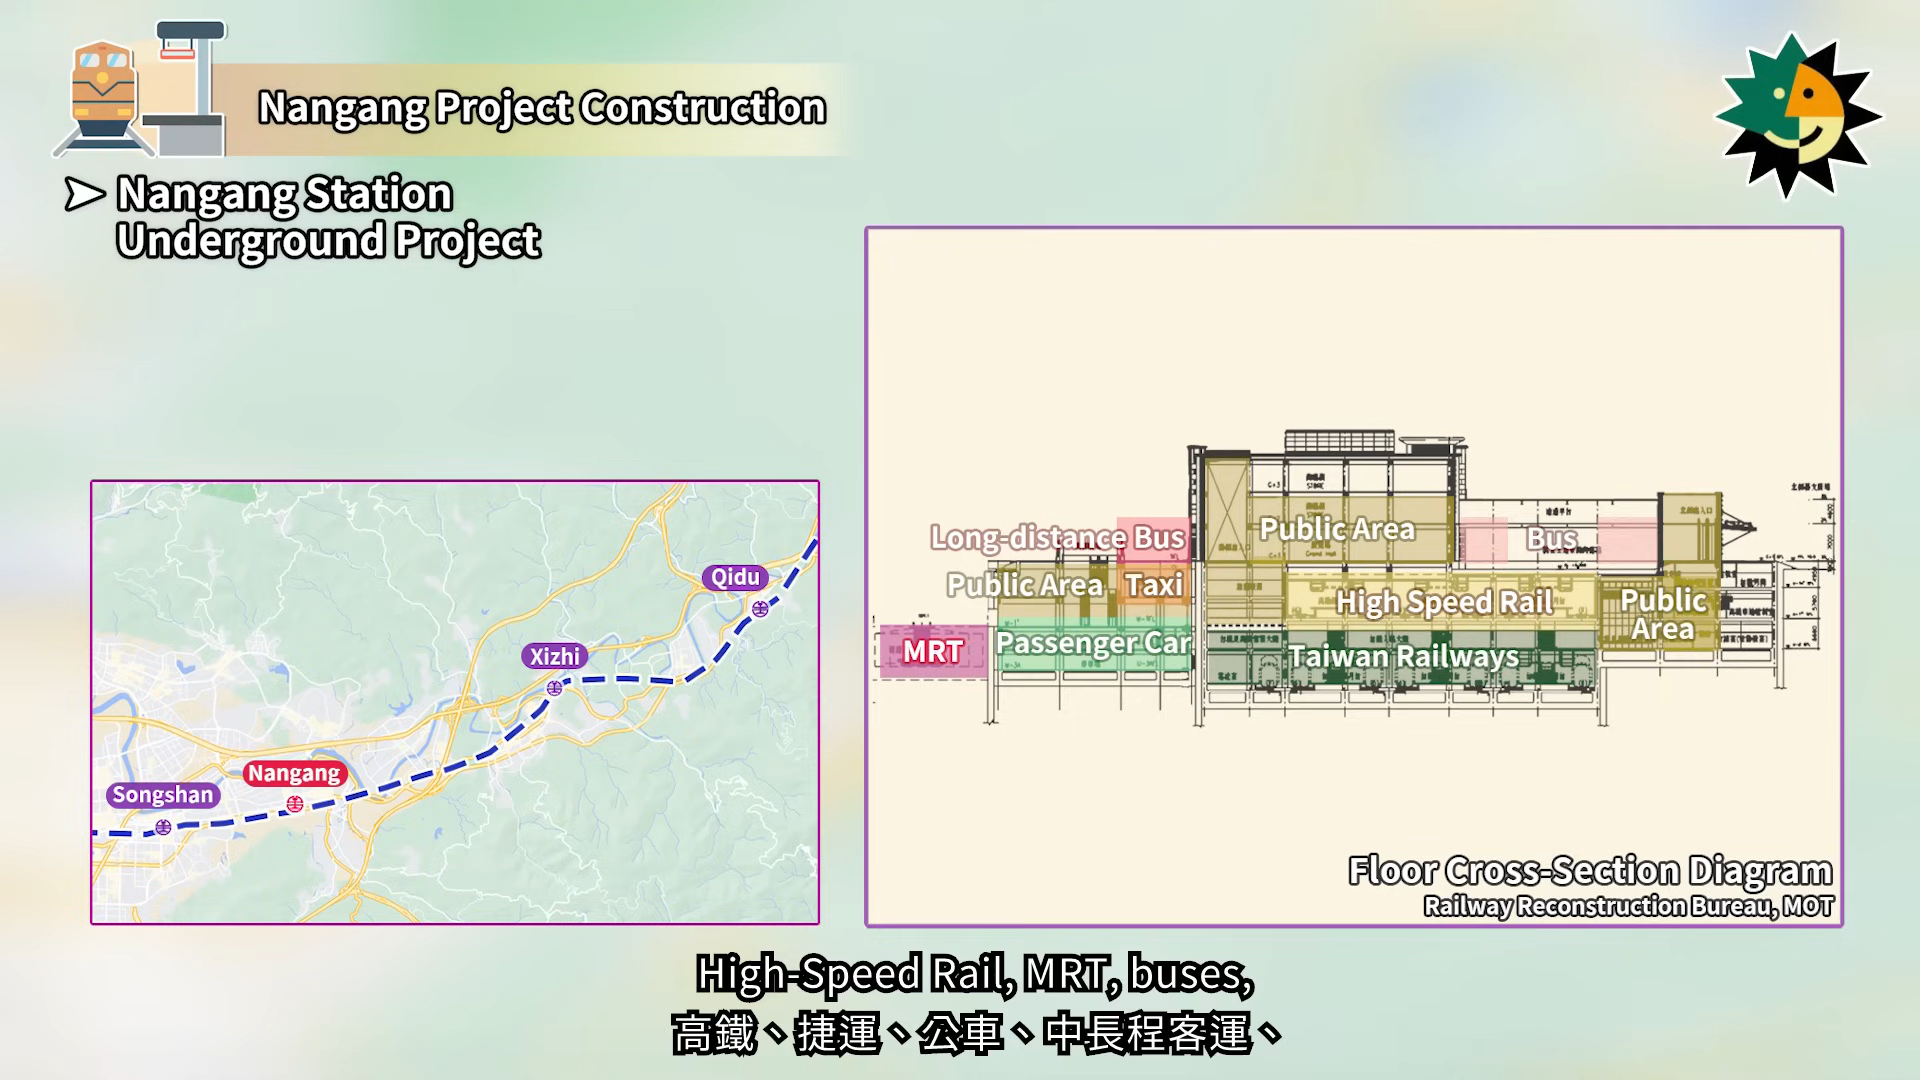 Nangang Project Construction
➤ Nangang Station
Underground Project
Qidu
Xizhi
Nangang
Songshan
Long-distance Bus
Public Area
Bus
Public Area
Taxi
High Speed Rail
Public
Area
MRT
Passenger Car
Taiwan Railways
Floor Cross-Section Diagram
Railway Reconstruction Bureau, MOT
High-Speed Rail, MRT, buses,
高鐵、捷運、公車、中長程客運、